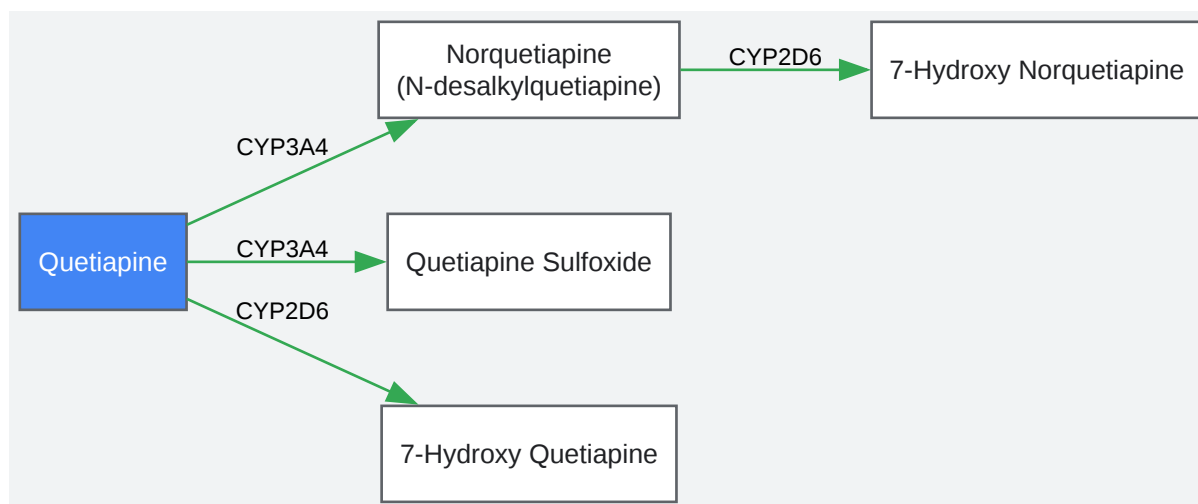 Norquetiapine
(N-desalkylquetiapine)
CYP2D6
7-Hydroxy Norquetiapine
CYP3A4
Quetiapine
CYP3A4
Quetiapine Sulfoxide
CYP2D6
7-Hydroxy Quetiapine